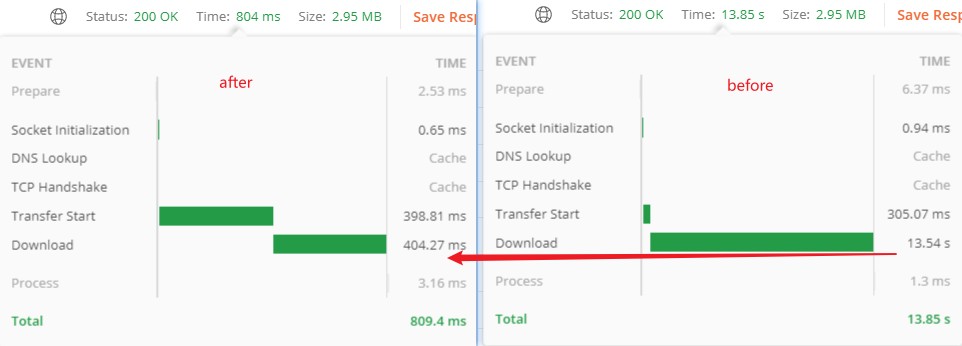 Status: 200 OK Time: 804 ms Size: 2.95 MB Save Resp
EVENT TIME
after
Prepare 2.53 ms
Socket Initialization 0.65 ms
DNS Lookup Cache
TCP Handshake Cache
Transfer Start 398.81 ms
Download 404.27 ms
Process 3.16 ms
Total 809.4 ms
Status: 200 OK Time: 13.85 s Size: 2.95 MB Save Resp
EVENT TIME
before
Prepare 6.37 ms
Socket Initialization 0.94 ms
DNS Lookup Cache
TCP Handshake Cache
Transfer Start 305.07 ms
Download 13.54 s
Process 1.3 ms
Total 13.85 s